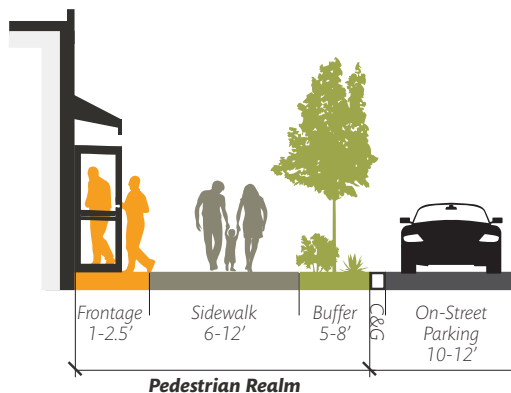 Frontage
1-2.5’
Sidewalk
6-12’
Buffer
5-8’
C&G
On-Street
Parking
10-12’
Pedestrian Realm